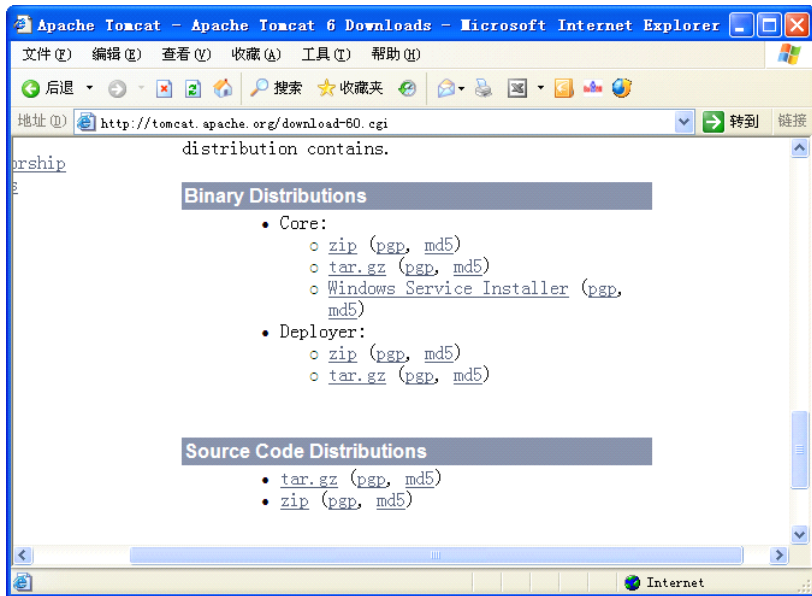 Apache Tomcat - Apache Tomcat 6 Downloads - Microsoft Internet Explorer
文件(F) 编辑(E) 查看(V) 收藏(A) 工具(T) 帮助(H)
后退 搜索 收藏夹
地址(D) http://tomcat.apache.org/download-60.cgi 转到 链接
distribution contains.
orship
Binary Distributions
• Core:
○ zip (pgp, md5)
○ tar.gz (pgp, md5)
○ Windows Service Installer (pgp,
md5)
• Deployer:
○ zip (pgp, md5)
○ tar.gz (pgp, md5)
Source Code Distributions
• tar.gz (pgp, md5)
• zip (pgp, md5)
Internet